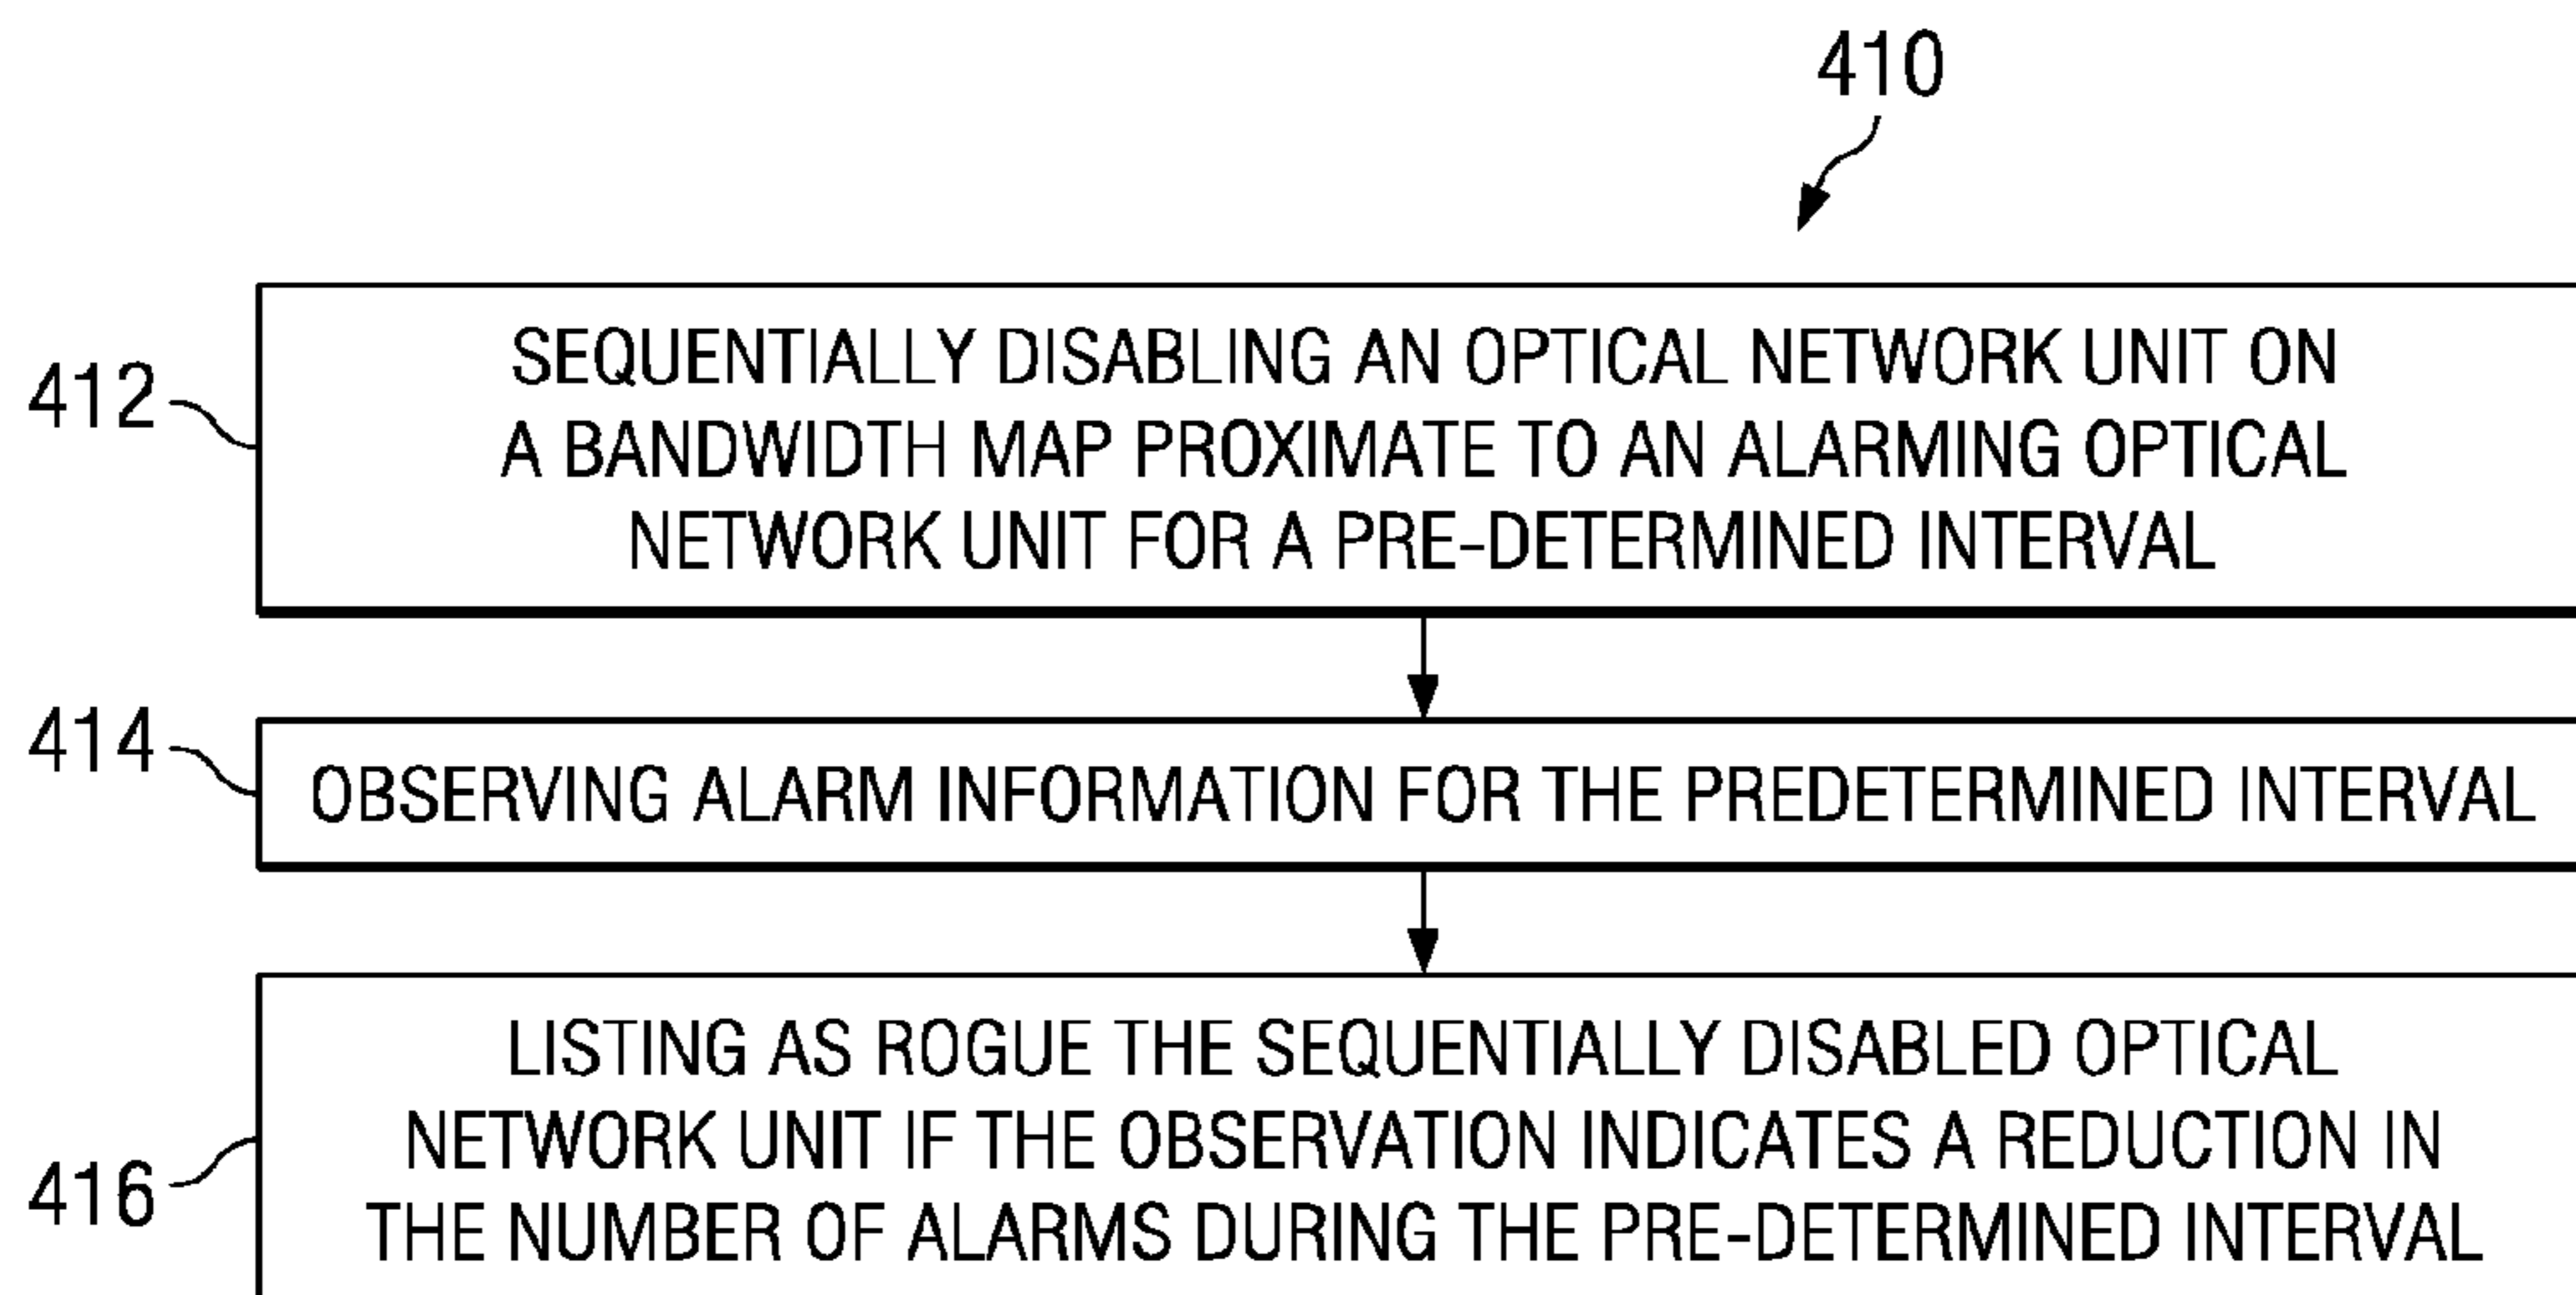 410
412
SEQUENTIALLY DISABLING AN OPTICAL NETWORK UNIT ON
A BANDWIDTH MAP PROXIMATE TO AN ALARMING OPTICAL
NETWORK UNIT FOR A PRE-DETERMINED INTERVAL
414
OBSERVING ALARM INFORMATION FOR THE PREDETERMINED INTERVAL
416
LISTING AS ROGUE THE SEQUENTIALLY DISABLED OPTICAL
NETWORK UNIT IF THE OBSERVATION INDICATES A REDUCTION IN
THE NUMBER OF ALARMS DURING THE PRE-DETERMINED INTERVAL